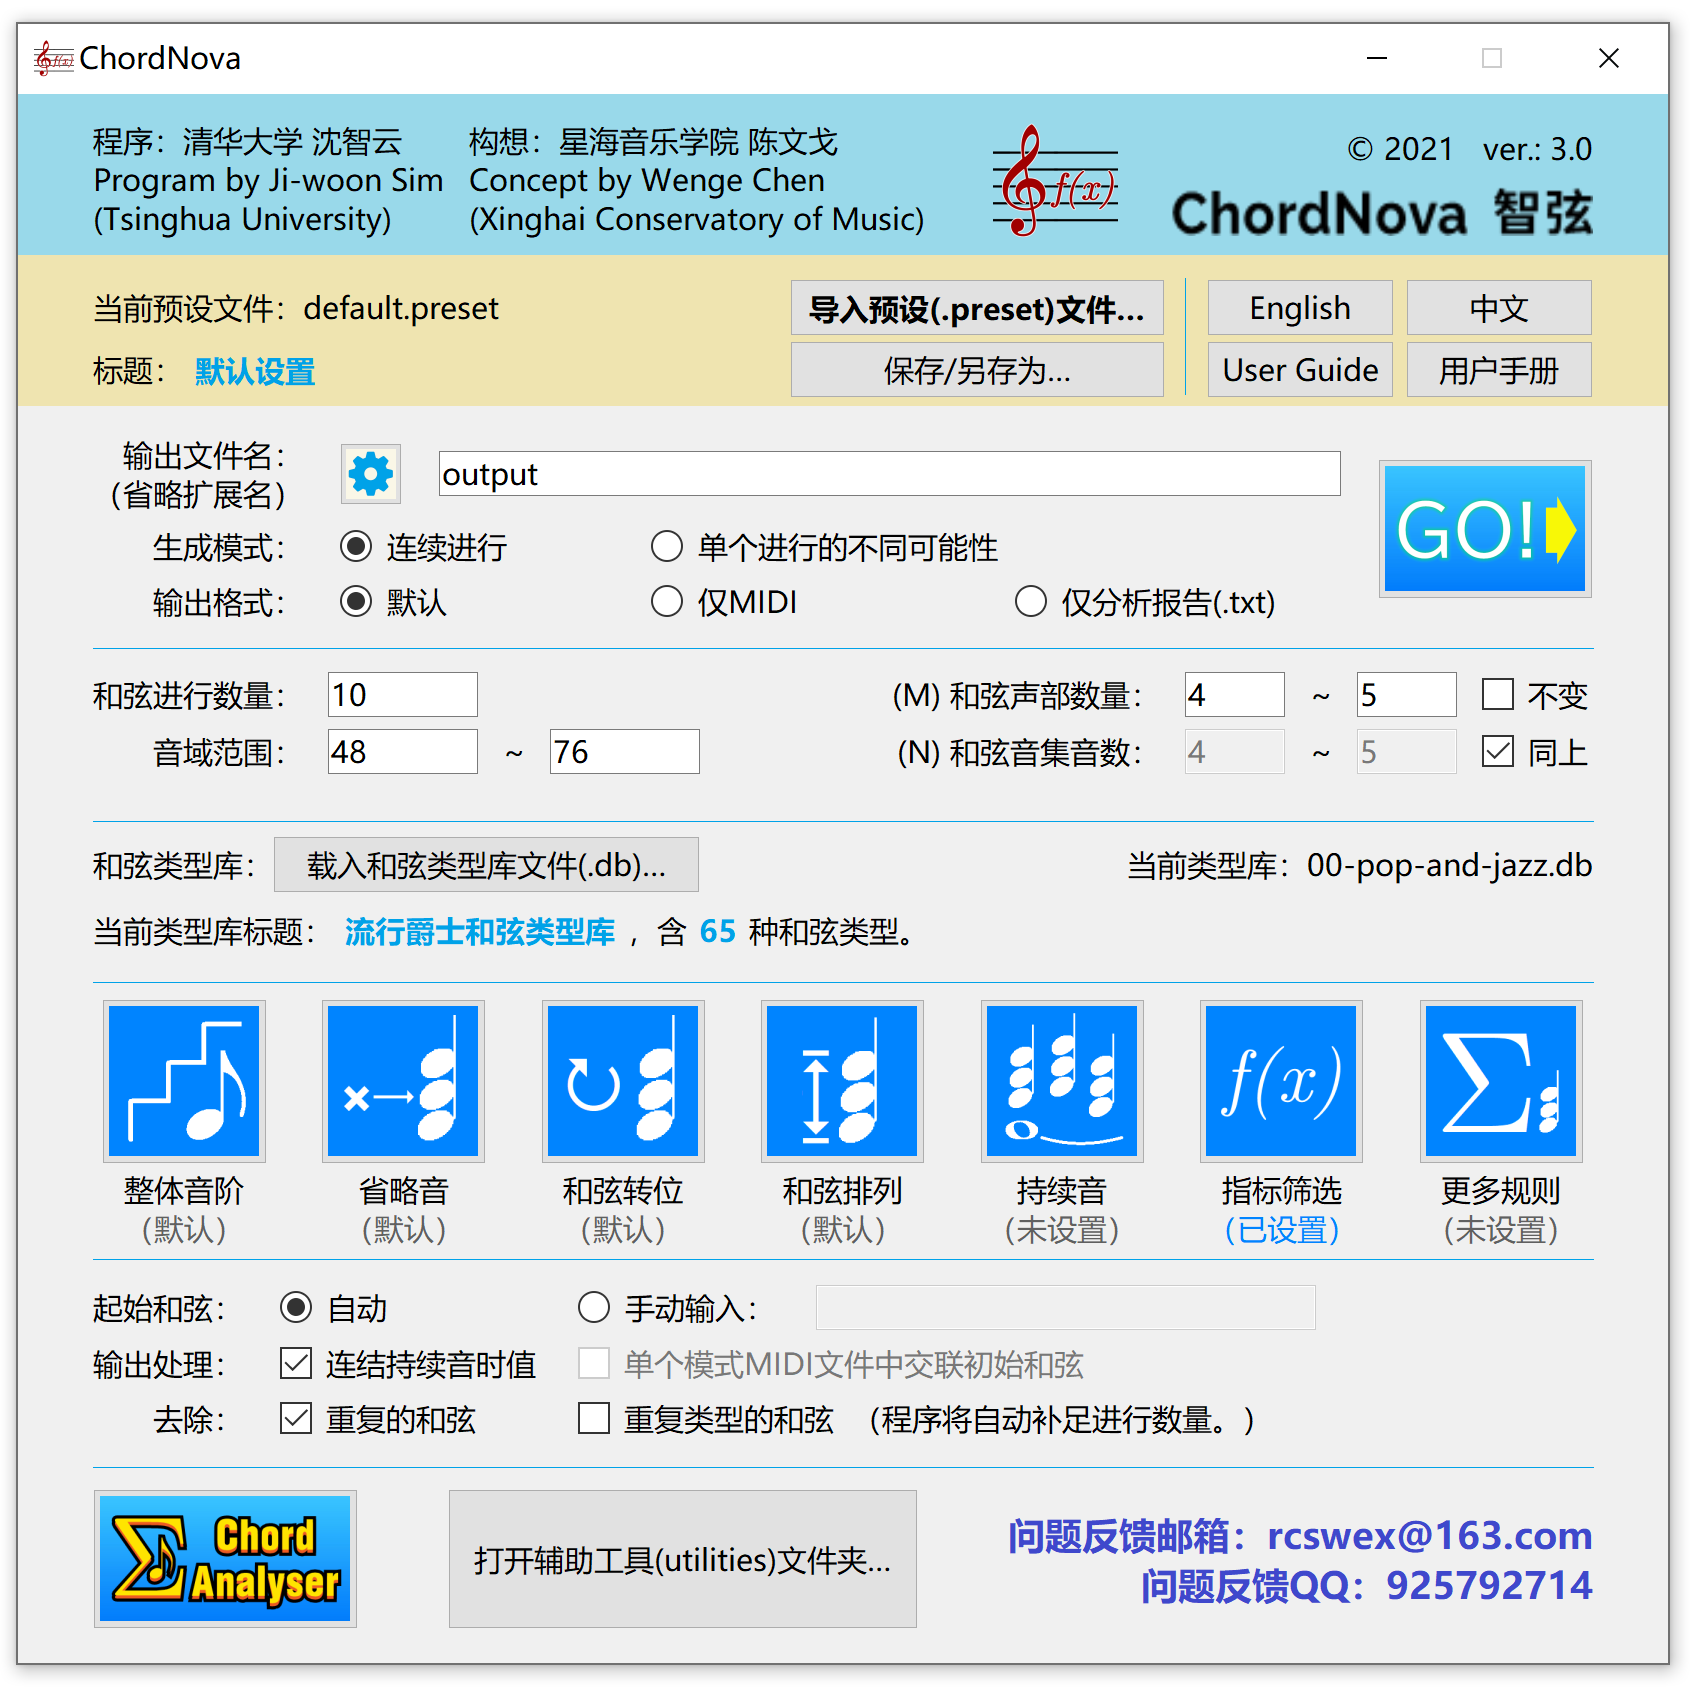 ChordNova
程序：清华大学 沈智云
Program by Ji-woon Sim
(Tsinghua University)
构想：星海音乐学院 陈文戈
Concept by Wenge Chen
(Xinghai Conservatory of Music)
f(x)
© 2021 ver.: 3.0
ChordNova 智弦
当前预设文件：default.preset
标题：默认设置
导入预设(.preset)文件...
保存/另存为...
English
中文
User Guide
用户手册
输出文件名：
（省略扩展名）
output
GO!
生成模式： 连续进行 单个进行的不同可能性
输出格式： 默认 仅MIDI 仅分析报告(.txt)
和弦进行数量： 10
(M) 和弦声部数量： 4 ~ 5 不变
音域范围： 48 ~ 76
(N) 和弦音集音数： 4 ~ 5 同上
和弦类型库： 载入和弦类型库文件(.db)...
当前类型库：00-pop-and-jazz.db
当前类型库标题： 流行爵士和弦类型库 ，含 65 种和弦类型。
f(x)
整体音阶
（默认）
省略音
（默认）
和弦转位
（默认）
和弦排列
（默认）
持续音
（未设置）
指标筛选
（已设置）
更多规则
（未设置）
起始和弦： 自动 手动输入：
输出处理： 连结持续音时值 单个模式MIDI文件中交联初始和弦
去除： 重复的和弦 重复类型的和弦 （程序将自动补足进行数量。）
Chord
Analyser
打开辅助工具(utilities)文件夹...
问题反馈邮箱：rcswex@163.com
问题反馈QQ：925792714